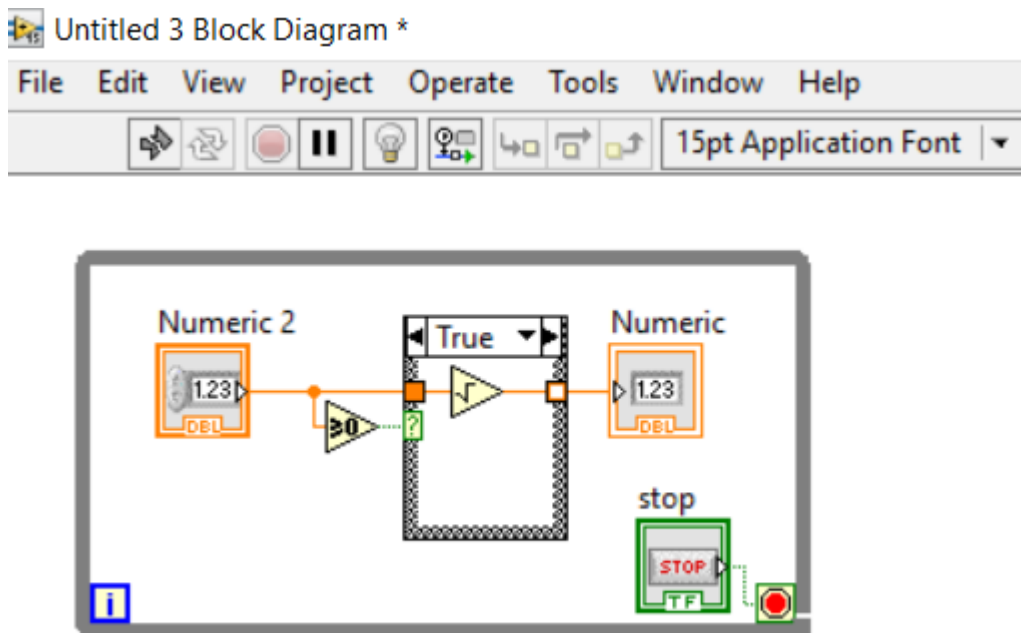 Untitled 3 Block Diagram *
File Edit View Project Operate Tools Window Help
15pt Application Font
Numeric 2
True
Numeric
1.23
1.23
DBL
≥0
?
DBL
stop
STOP
TF
i